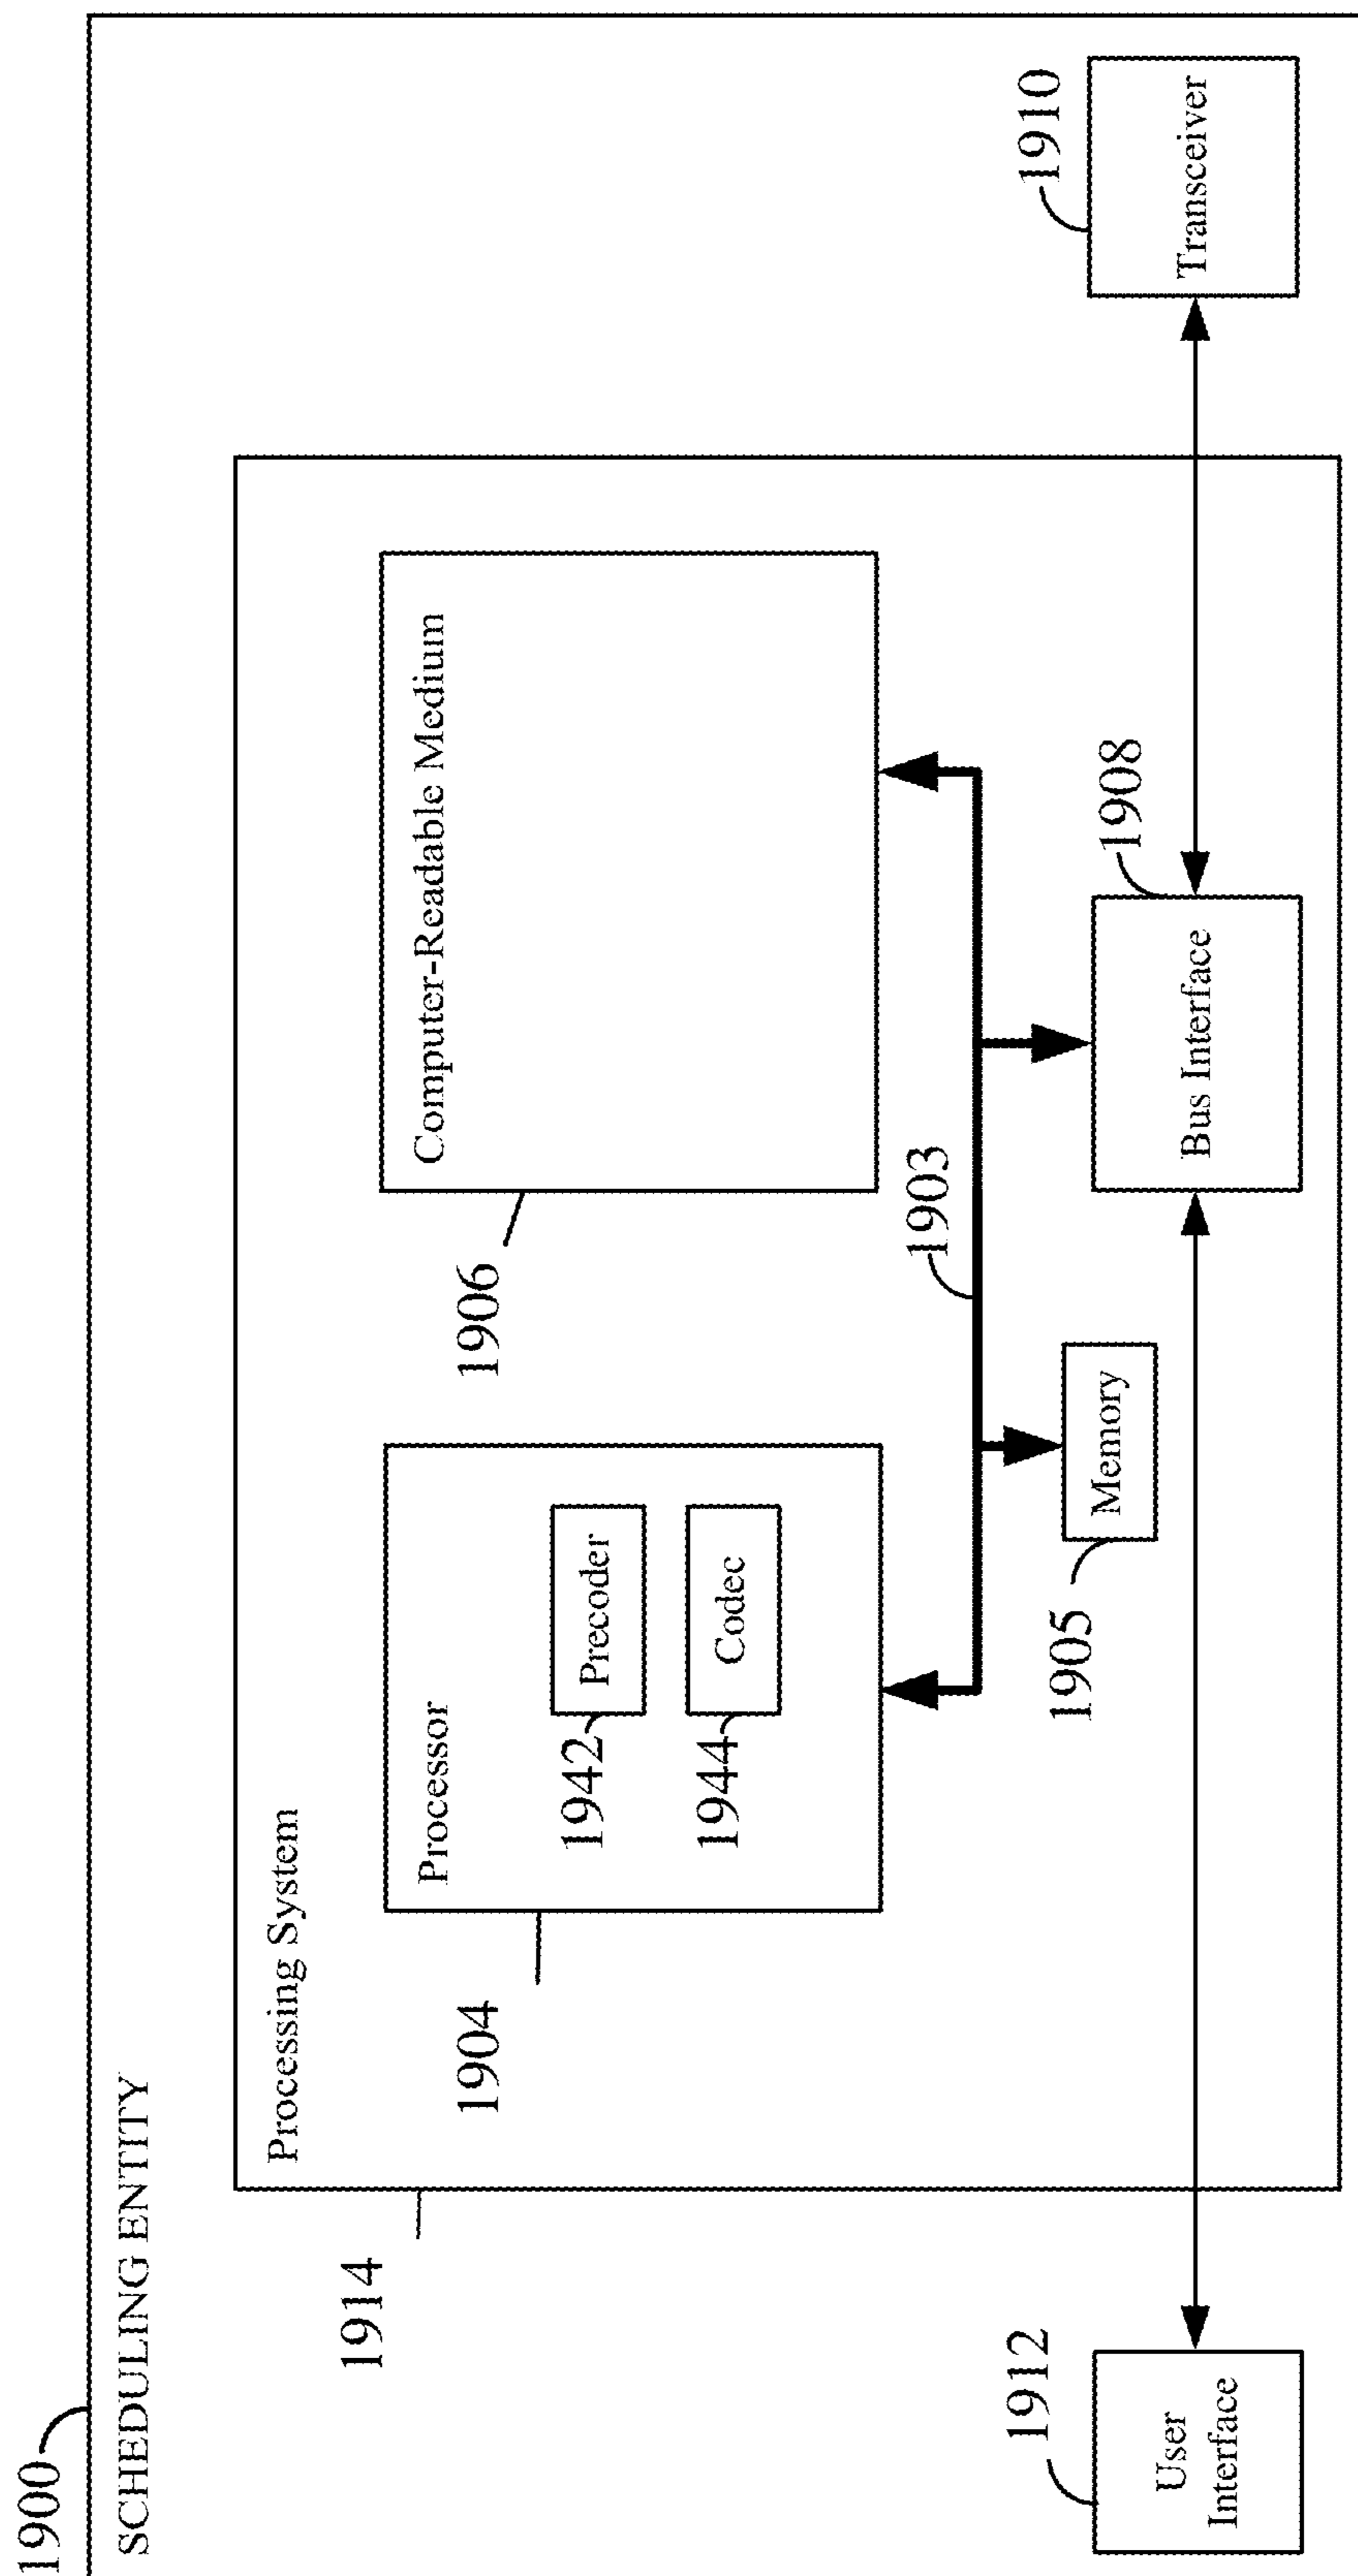 1900
SCHEDULING ENTITY
1914
Processing System
1904
Processor
1942
Precoder
1944
Codec
1906
Computer-Readable Medium
1903
1905
Memory
1908
Bus Interface
1912
User
Interface
1910
Transceiver